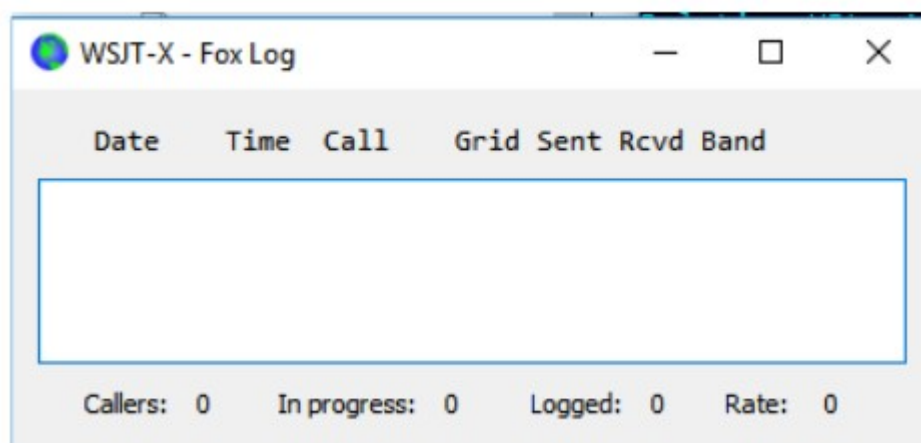 WSJT-X - Fox Log
Date Time Call Grid Sent Rcvd Band
Callers: 0 In progress: 0 Logged: 0 Rate: 0